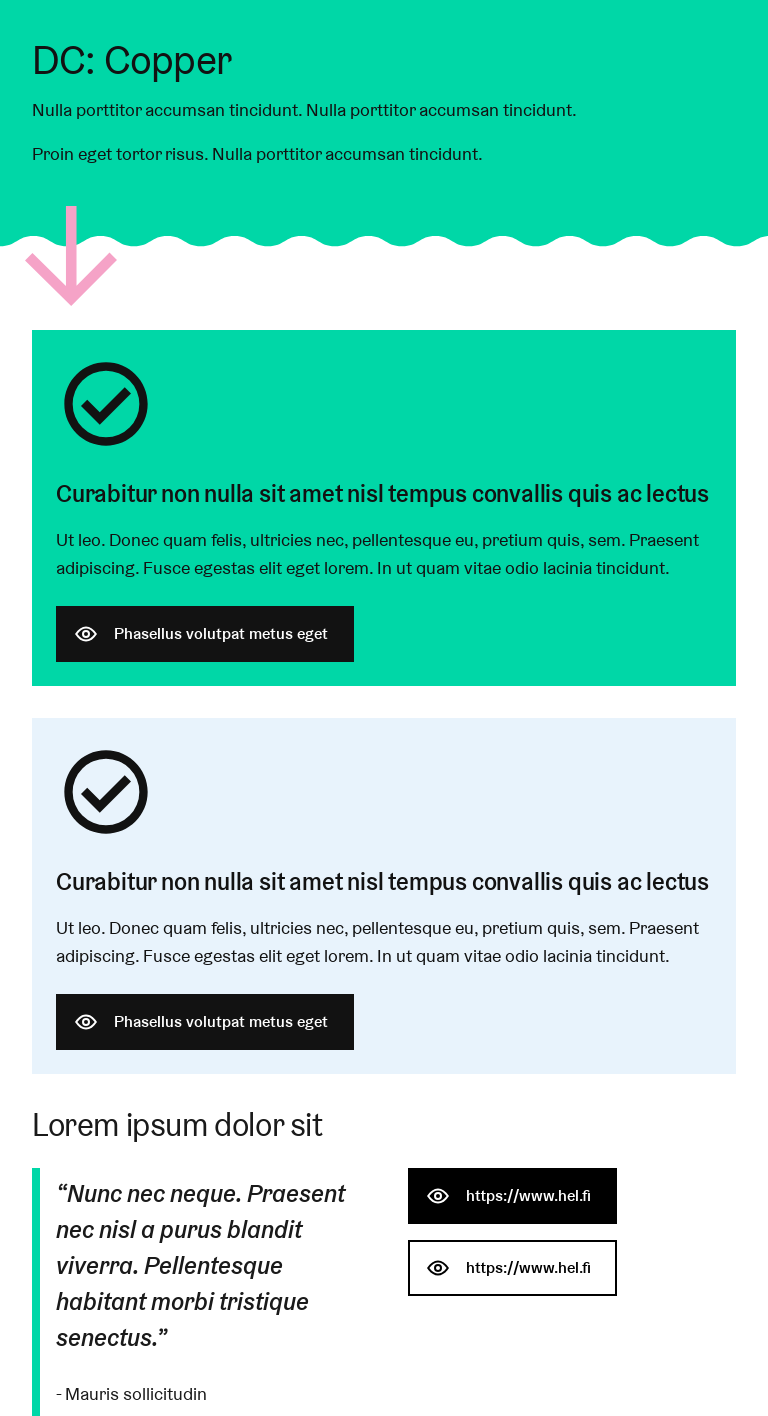 DC: Copper
Nulla porttitor accumsan tincidunt. Nulla porttitor accumsan tincidunt.
Proin eget tortor risus. Nulla porttitor accumsan tincidunt.
Curabitur non nulla sit amet nisl tempus convallis quis ac lectus
Ut leo. Donec quam felis, ultricies nec, pellentesque eu, pretium quis, sem. Praesent
adipiscing. Fusce egestas elit eget lorem. In ut quam vitae odio lacinia tincidunt.
Phasellus volutpat metus eget
Curabitur non nulla sit amet nisl tempus convallis quis ac lectus
Ut leo. Donec quam felis, ultricies nec, pellentesque eu, pretium quis, sem. Praesent
adipiscing. Fusce egestas elit eget lorem. In ut quam vitae odio lacinia tincidunt.
Phasellus volutpat metus eget
Lorem ipsum dolor sit
“Nunc nec neque. Praesent
nec nisl a purus blandit
viverra. Pellentesque
habitant morbi tristique
senectus.”
- Mauris sollicitudin
https://www.hel.fi
https://www.hel.fi